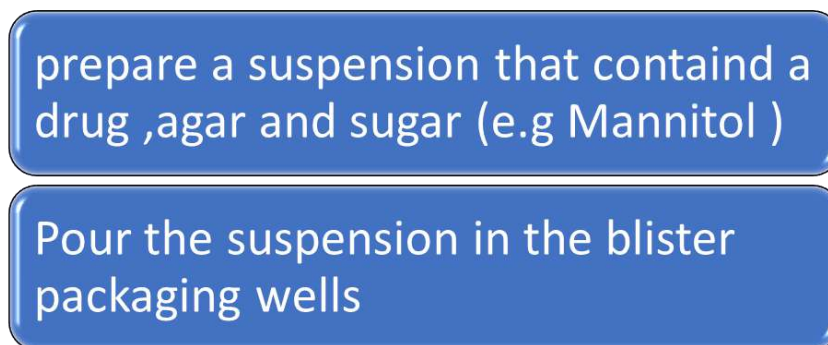 prepare a suspension that containd a
drug ,agar and sugar (e.g Mannitol )
Pour the suspension in the blister
packaging wells